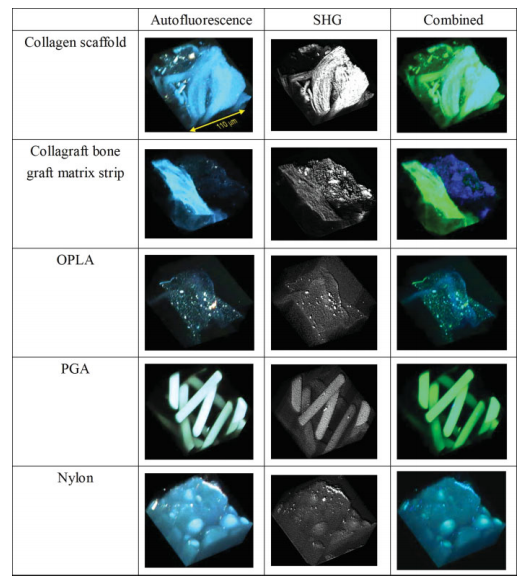 Autofluorescence SHG Combined
Collagen scaffold
110 µm
Collagraft bone
graft matrix strip
OPLA
PGA
Nylon